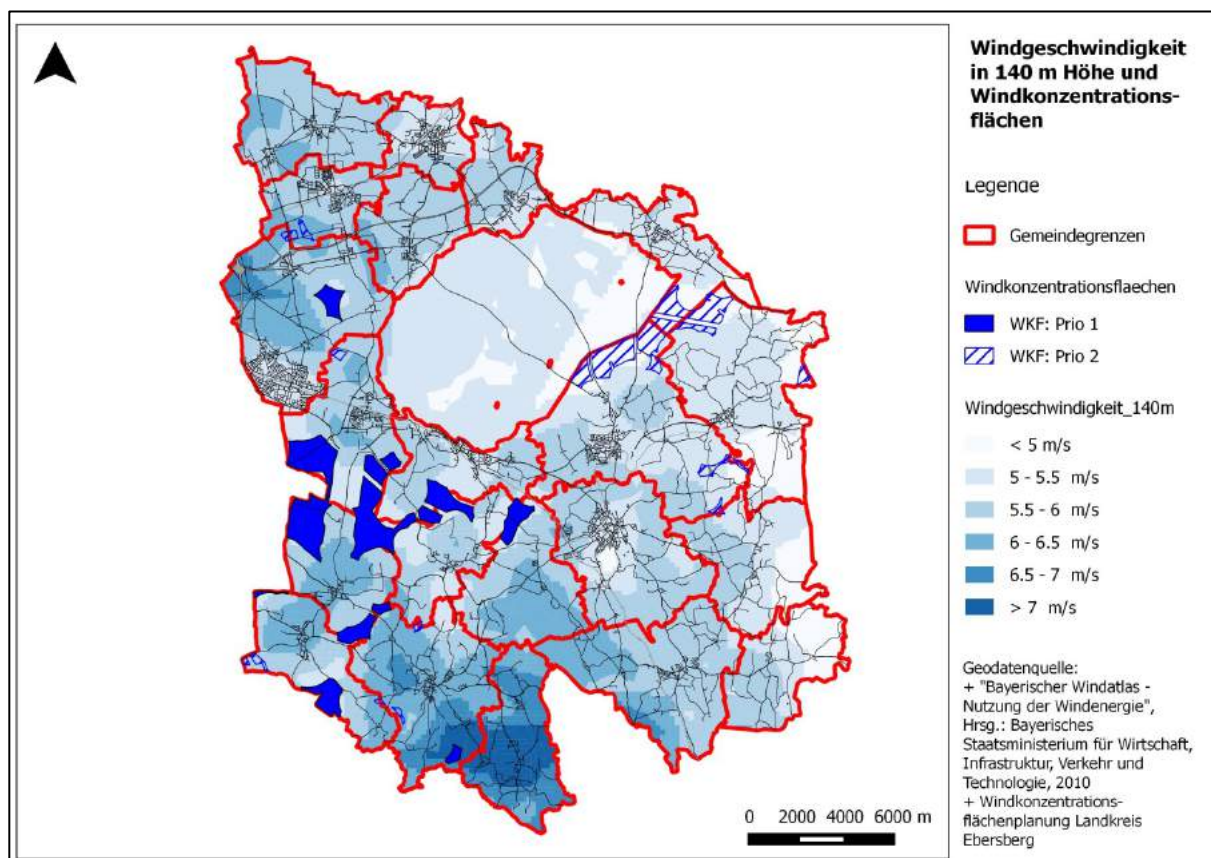 Windgeschwindigkeit
in 140 m Höhe und
Windkonzentrations-
flächen
Legende
Gemeindegrenzen
Windkonzentrationsflaechen
WKF: Prio 1
WKF: Prio 2
Windgeschwindigkeit_140m
< 5 m/s
5 - 5.5 m/s
5.5 - 6 m/s
6 - 6.5 m/s
6.5 - 7 m/s
> 7 m/s
Geodatenquelle:
+ "Bayerischer Windatlas -
Nutzung der Windenergie",
Hrsg.: Bayerisches
Staatsministerium für Wirtschaft,
Infrastruktur, Verkehr und
Technologie, 2010
+ Windkonzentrations-
flächenplanung Landkreis
Ebersberg
0 2000 4000 6000 m